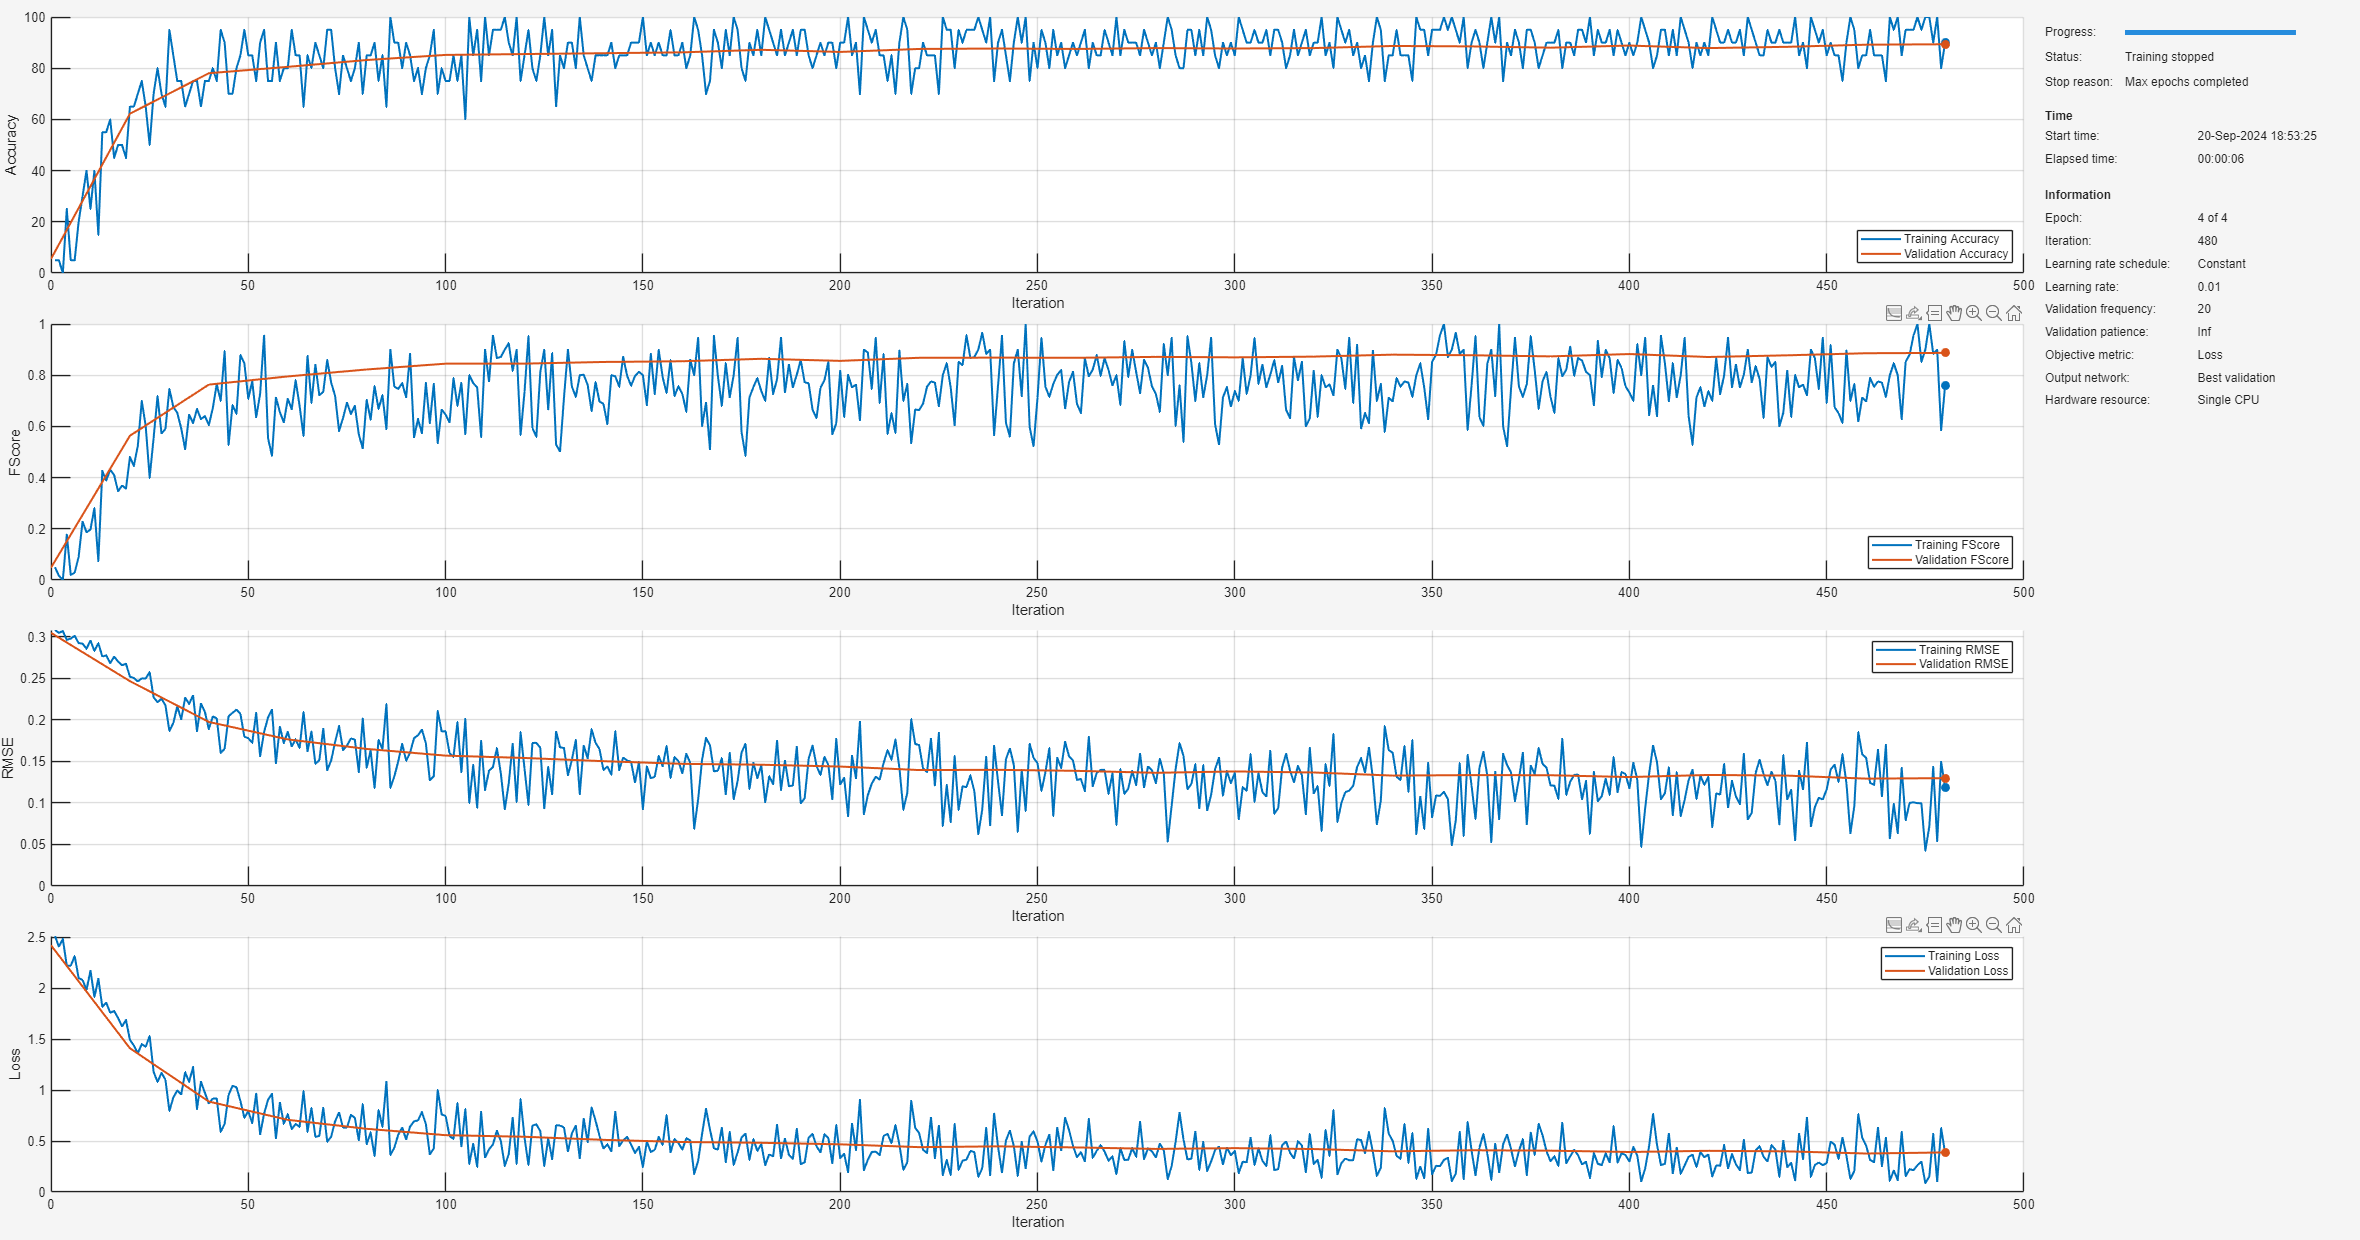 100
80
60
40
20
0
Accuracy
Training Accuracy
Validation Accuracy
0 50 100 150 200 250 300 350 400 450 500
Iteration
1
0.8
0.6
0.4
0.2
0
FScore
Training FScore
Validation FScore
0 50 100 150 200 250 300 350 400 450 500
Iteration
0.3
0.25
0.2
0.15
0.1
0.05
0
RMSE
Training RMSE
Validation RMSE
0 50 100 150 200 250 300 350 400 450 500
Iteration
2.5
2
1.5
1
0.5
0
Loss
Training Loss
Validation Loss
0 50 100 150 200 250 300 350 400 450 500
Iteration
Progress:
Status: Training stopped
Stop reason: Max epochs completed
Time
Start time: 20-Sep-2024 18:53:25
Elapsed time: 00:00:06
Information
Epoch: 4 of 4
Iteration: 480
Learning rate schedule: Constant
Learning rate: 0.01
Validation frequency: 20
Validation patience: Inf
Objective metric: Loss
Output network: Best validation
Hardware resource: Single CPU